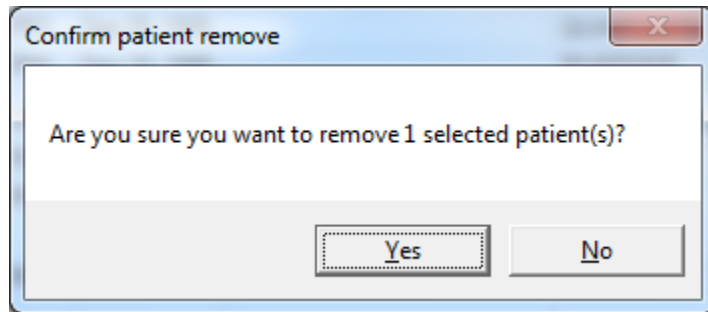 Confirm patient remove
Are you sure you want to remove 1 selected patient(s)?
Yes
No